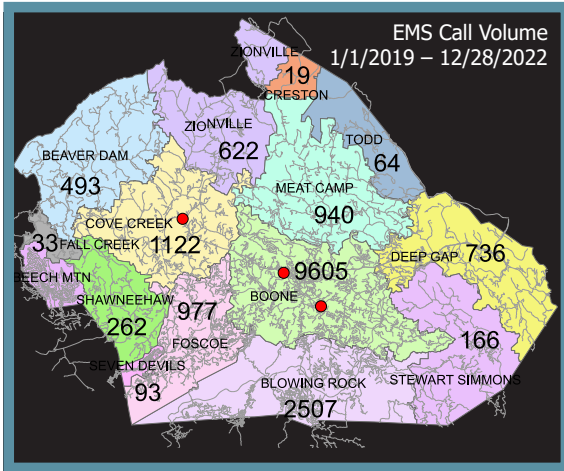 EMS Call Volume
1/1/2019 – 12/28/2022
ZIONVILLE
19
CRESTON
ZIONVILLE
622
TODD
64
BEAVER DAM
493
MEAT CAMP
940
COVE CREEK
1122
33
FALL CREEK
DEEP GAP
736
BEECH MTN
9605
BOONE
SHAWNEEHAW
262
977
FOSCOE
166
STEWART SIMMONS
SEVEN DEVILS
93
BLOWING ROCK
2507